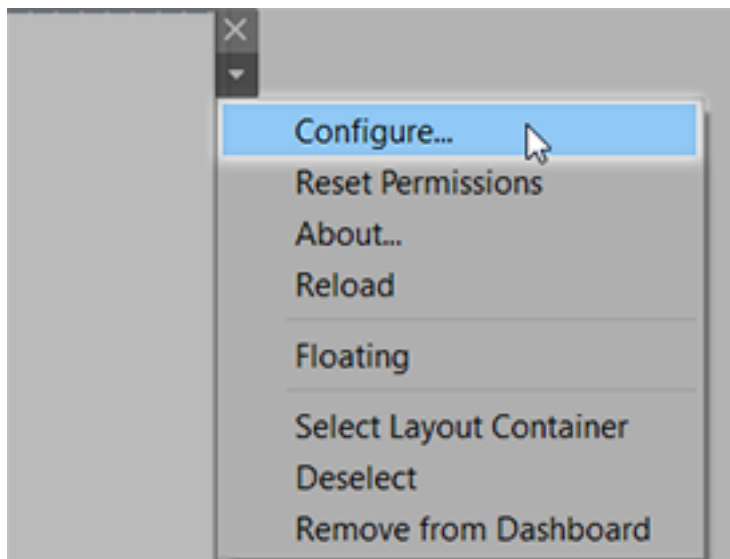 Configure...
Reset Permissions
About...
Reload
Floating
Select Layout Container
Deselect
Remove from Dashboard